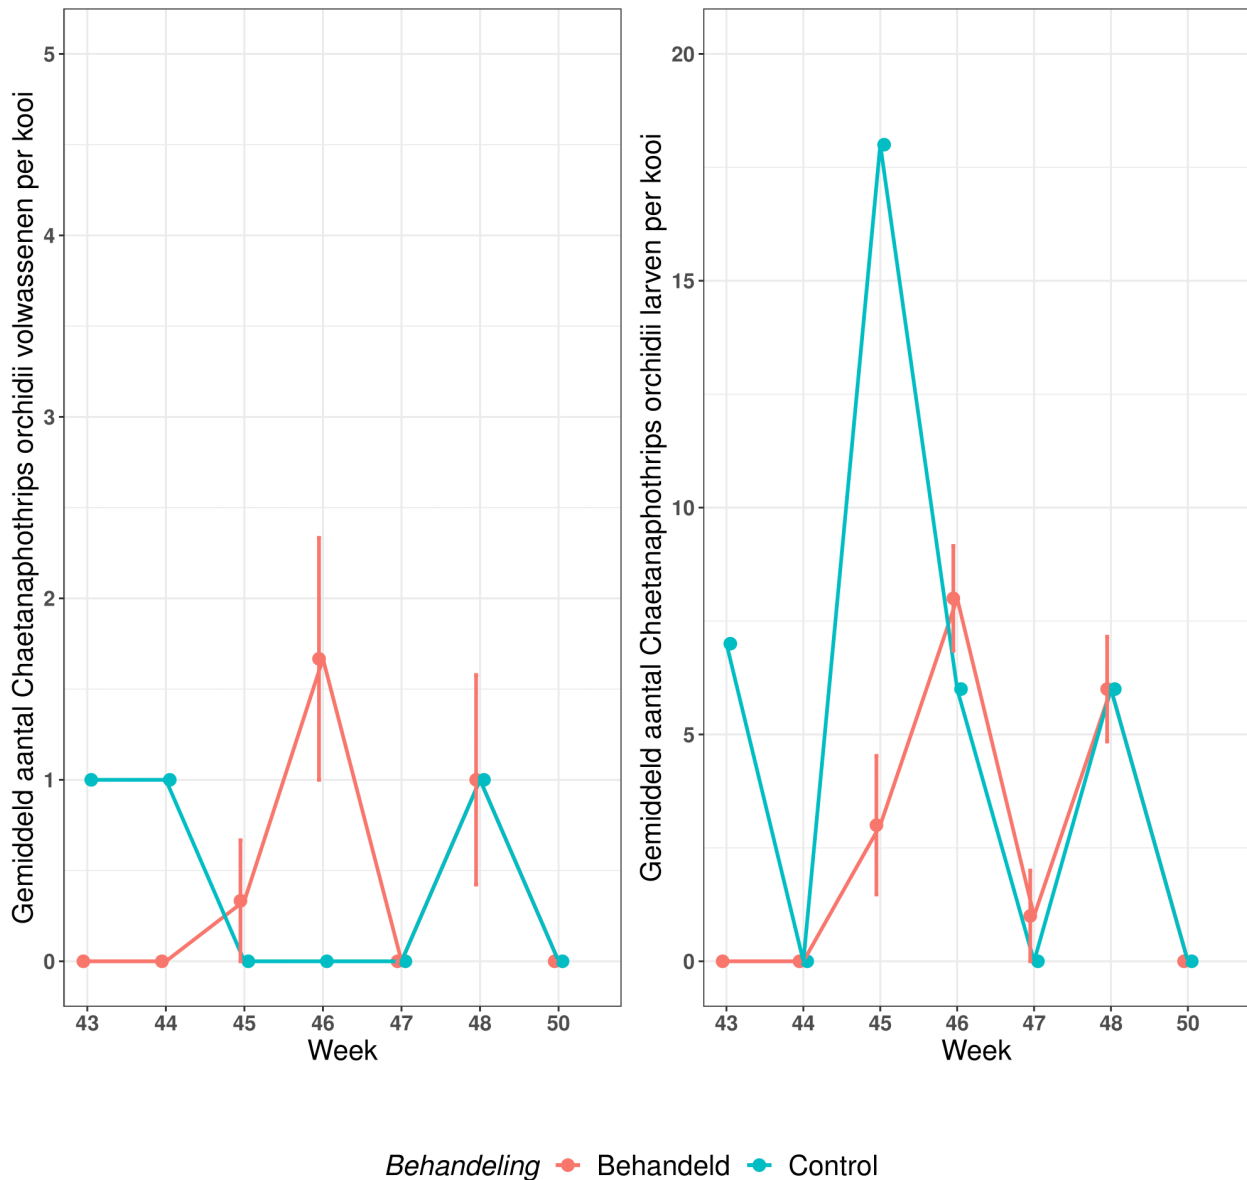 Gemiddeld aantal Chaetanaphothrips orchidii volwassenen per kooi
5
4
3
2
1
0
43 44 45 46 47 48 50
Week
Gemiddeld aantal Chaetanaphothrips orchidii larven per kooi
20
15
10
5
0
43 44 45 46 47 48 50
Week
Behandeling Behandeld Control